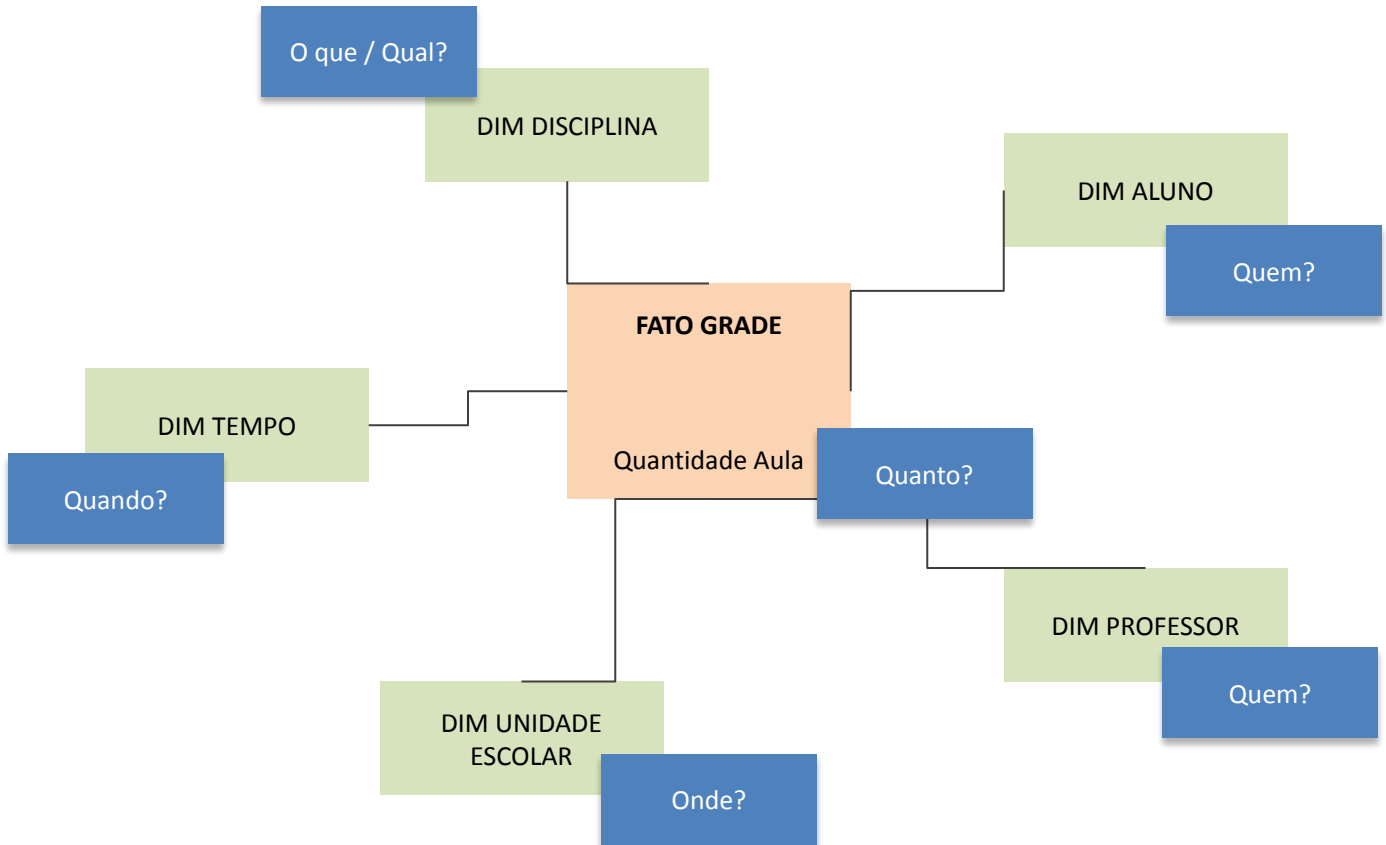 O que / Qual?
DIM DISCIPLINA
DIM ALUNO
Quem?
FATO GRADE
DIM TEMPO
Quando?
Quantidade Aula
Quanto?
DIM PROFESSOR
Quem?
DIM UNIDADE
ESCOLAR
Onde?